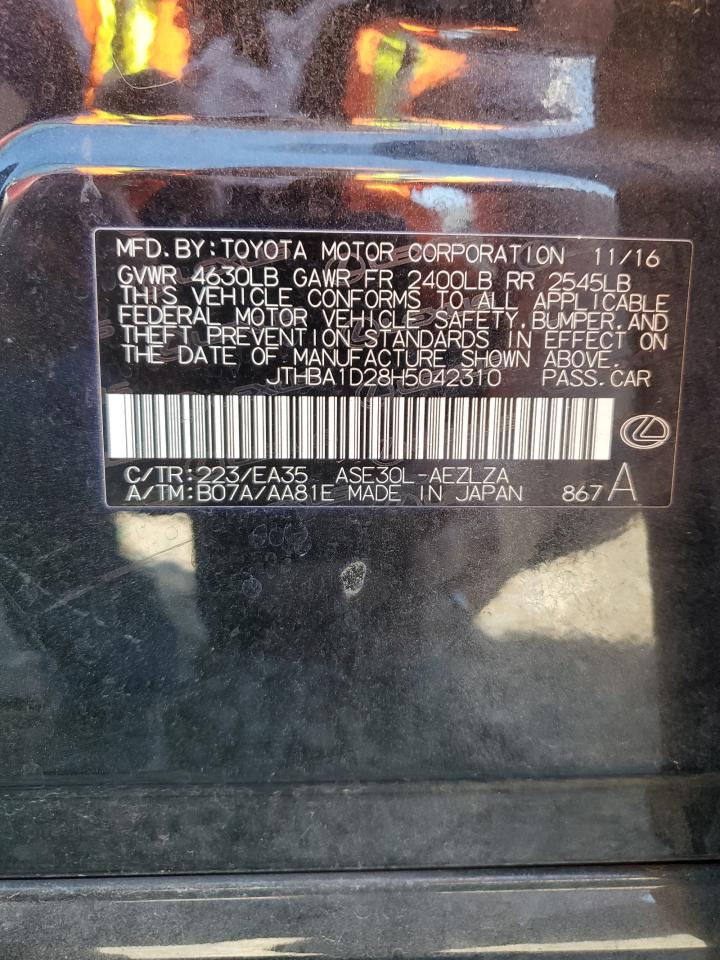 MFD. BY: TOYOTA MOTOR CORPORATION 11/16
GVWR 4630LB GAWR FR 2400LB RR 2545LB
THIS VEHICLE CONFORMS TO ALL APPLICABLE
FEDERAL MOTOR VEHICLE SAFETY, BUMPER, AND
THEFT PREVENTION STANDARDS IN EFFECT ON
THE DATE OF MANUFACTURE SHOWN ABOVE.
JTHBA1D28H5042310 PASS. CAR
C/TR: 223/EA35 ASE30L-AEZLZA
A/TM: B07A/AA81E MADE IN JAPAN 867 A